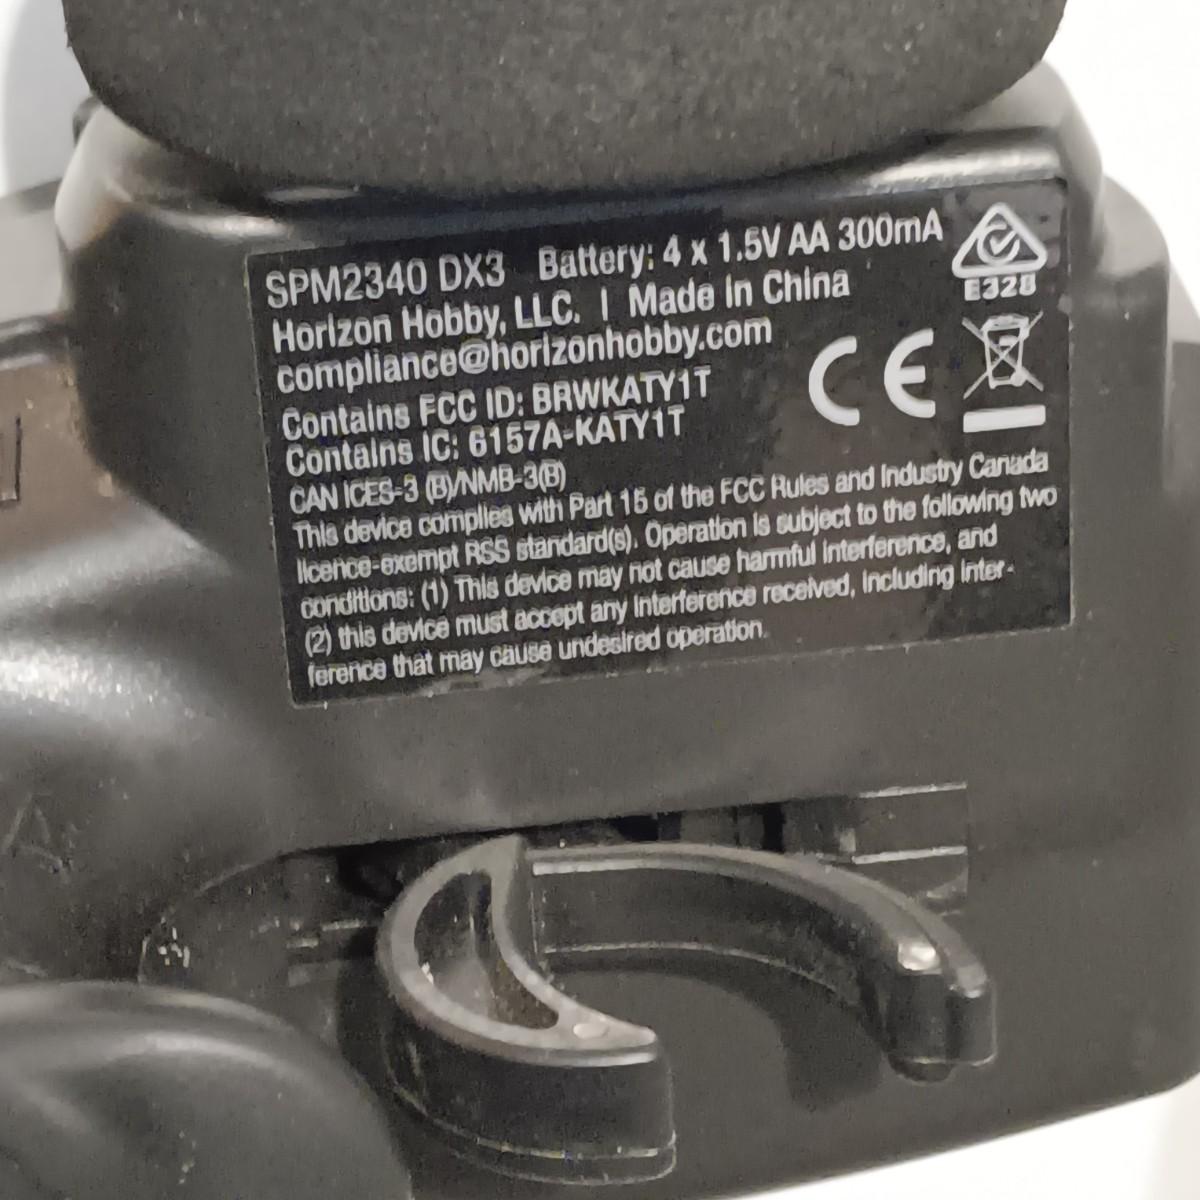 SPM2340 DX3 Battery: 4 x 1.5V AA 300mA
Horizon Hobby, LLC. | Made in China
compliance@horizonhobby.com
Contains FCC ID: BRWKATY1T
Contains IC: 6157A-KATY1T
CAN ICES-3 (B)/NMB-3(B)
This device complies with Part 15 of the FCC Rules and Industry Canada
licence-exempt RSS standard(s). Operation is subject to the following two
conditions: (1) This device may not cause harmful interference, and
(2) this device must accept any interference received, including inter-
ference that may cause undesired operation.
E328
CE